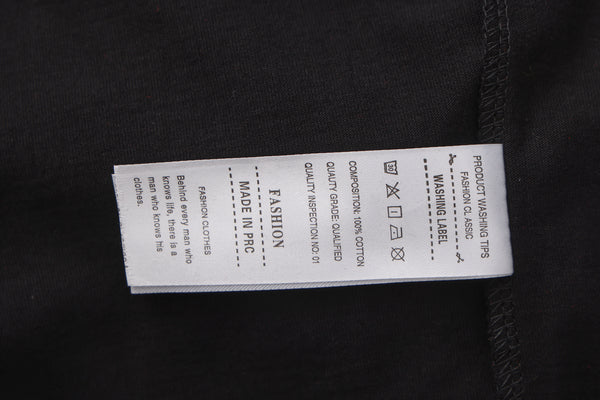 PRODUCT WASHING TIPS
FASHION CLASSIC
WASHING LABEL
30
COMPOSITION: 100% COTTON
QUALITY GRADE: QUALIFIED
QUALITY INSPECTION NO: 01
FASHION
MADE IN PRC
FASHION CLOTHES
Behind every man who
knows life, there is a
man who knows his
clothes.